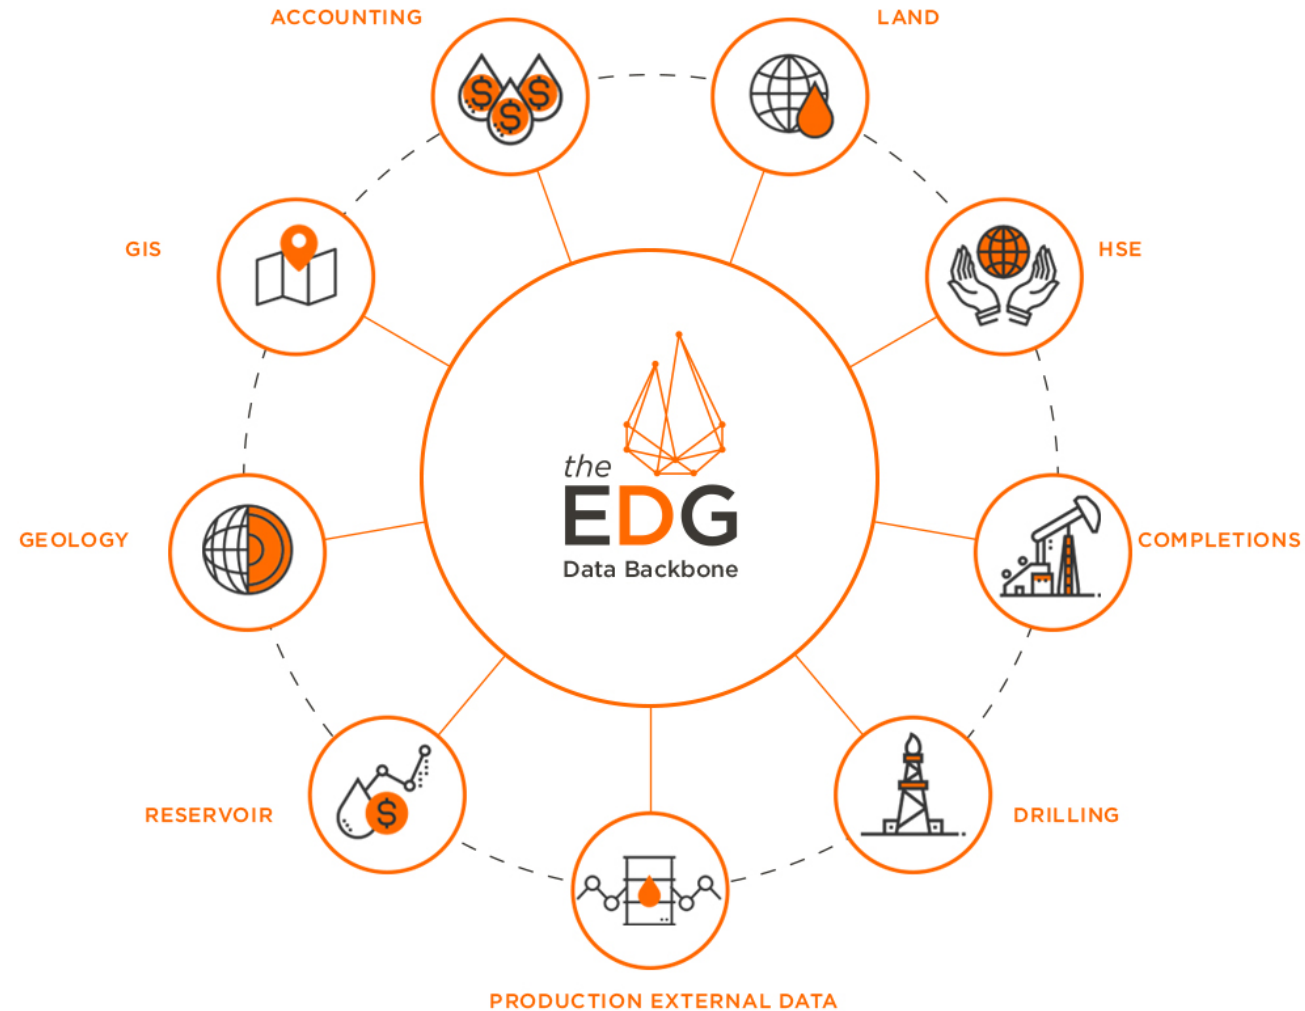 ACCOUNTING
LAND
GIS
HSE
the
EDG
Data Backbone
GEOLOGY
COMPLETIONS
RESERVOIR
DRILLING
PRODUCTION EXTERNAL DATA
$
$
$
$